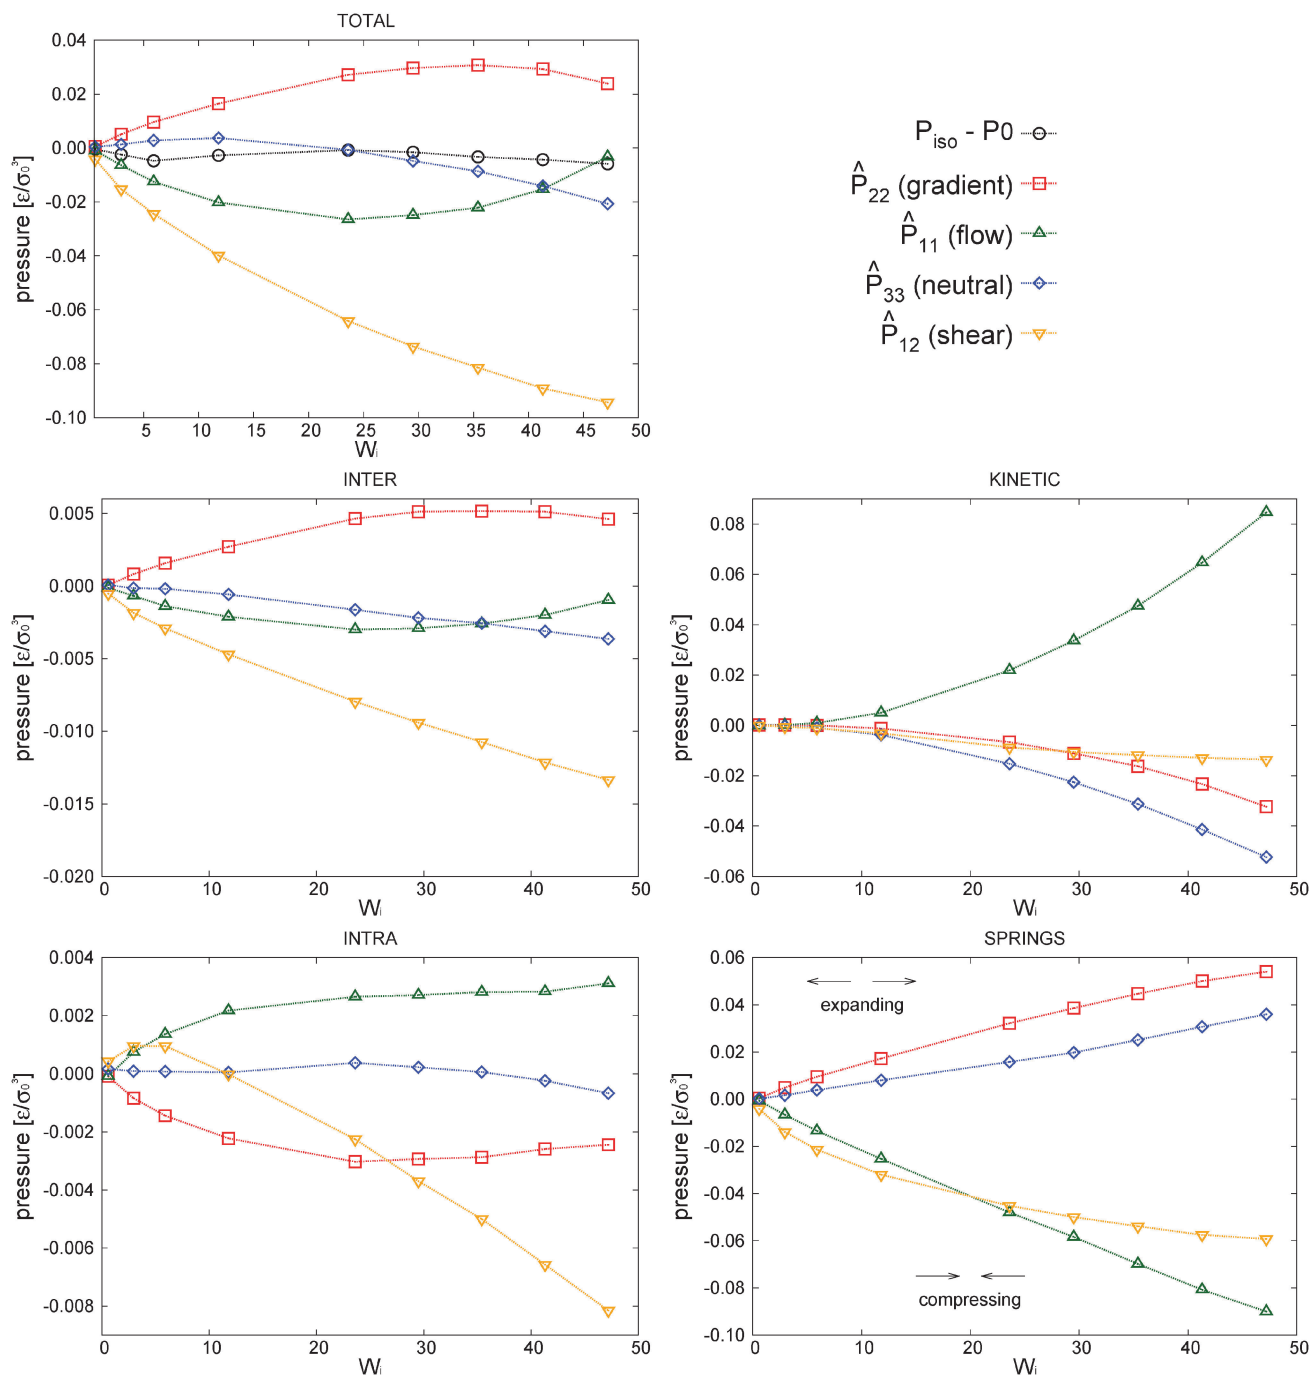 TOTAL
0.04
0.02
0.00
-0.02
-0.04
-0.06
-0.08
-0.10
pressure [ε/σ₀³]
5 10 15 20 25 30 35 40 45 50
Wᵢ
P_iso - P0
P̂₂₂ (gradient)
P̂₁₁ (flow)
P̂₃₃ (neutral)
P̂₁₂ (shear)
INTER
0.005
0.000
-0.005
-0.010
-0.015
-0.020
pressure [ε/σ₀³]
0 10 20 30 40 50
Wᵢ
KINETIC
0.08
0.06
0.04
0.02
0.00
-0.02
-0.04
-0.06
pressure [ε/σ₀³]
0 10 20 30 40 50
Wᵢ
INTRA
0.004
0.002
0.000
-0.002
-0.004
-0.006
-0.008
pressure [ε/σ₀³]
0 10 20 30 40 50
Wᵢ
SPRINGS
0.06
0.04
0.02
0.00
-0.02
-0.04
-0.06
-0.08
-0.10
pressure [ε/σ₀³]
expanding
compressing
0 10 20 30 40 50
Wᵢ